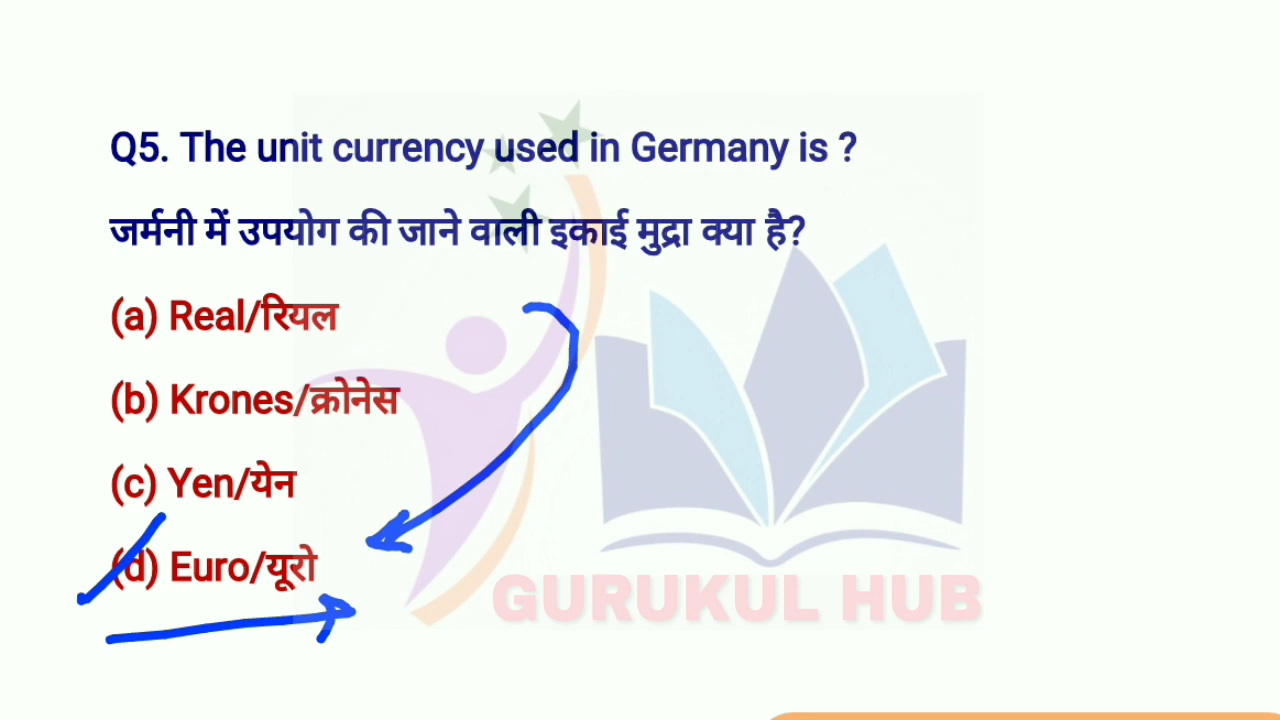 Q5. The unit currency used in Germany is ?
जर्मनी में उपयोग की जाने वाली इकाई मुद्रा क्या है?
(a) Real/रियल
(b) Krones/क्रोनेस
(c) Yen/येन
(d) Euro/यूरो
GURUKUL HUB